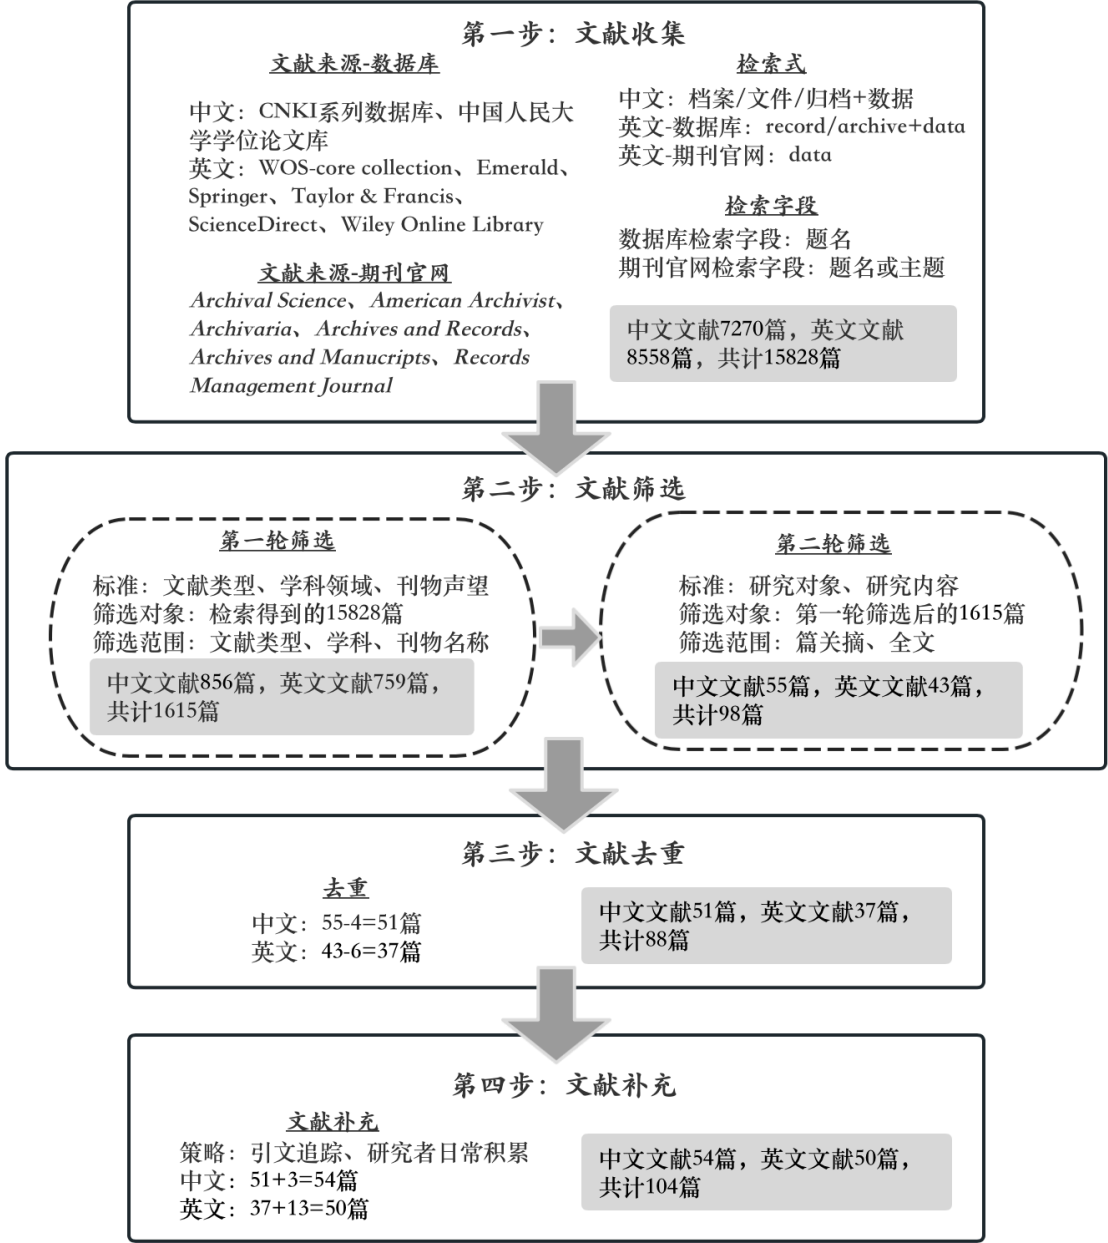 第一步：文献收集
文献来源-数据库
中文：CNKI系列数据库、中国人民大
学学位论文库
英文：WOS-core collection、Emerald、
Springer、Taylor & Francis、
ScienceDirect、Wiley Online Library
文献来源-期刊官网
Archival Science、American Archivist、
Archivaria、Archives and Records、
Archives and Manucripts、Records
Management Journal
检索式
中文：档案/文件/归档+数据
英文-数据库：record/archive+data
英文-期刊官网：data
检索字段
数据库检索字段：题名
期刊官网检索字段：题名或主题
中文文献7270篇，英文文献
8558篇，共计15828篇
第二步：文献筛选
第一轮筛选
标准：文献类型、学科领域、刊物声望
筛选对象：检索得到的15828篇
筛选范围：文献类型、学科、刊物名称
中文文献856篇，英文文献759篇，
共计1615篇
第二轮筛选
标准：研究对象、研究内容
筛选对象：第一轮筛选后的1615篇
筛选范围：篇关摘、全文
中文文献55篇，英文文献43篇，
共计98篇
第三步：文献去重
去重
中文：55-4=51篇
英文：43-6=37篇
中文文献51篇，英文文献37篇，
共计88篇
第四步：文献补充
文献补充
策略：引文追踪、研究者日常积累
中文：51+3=54篇
英文：37+13=50篇
中文文献54篇，英文文献50篇，
共计104篇